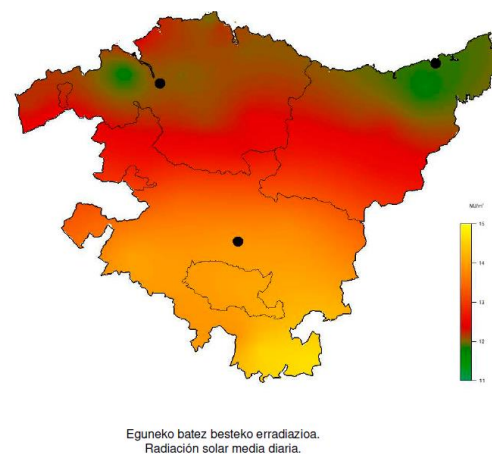 MJ/m²
15
14
13
12
11
Eguneko batez besteko erradiazioa.
Radiación solar media diaria.